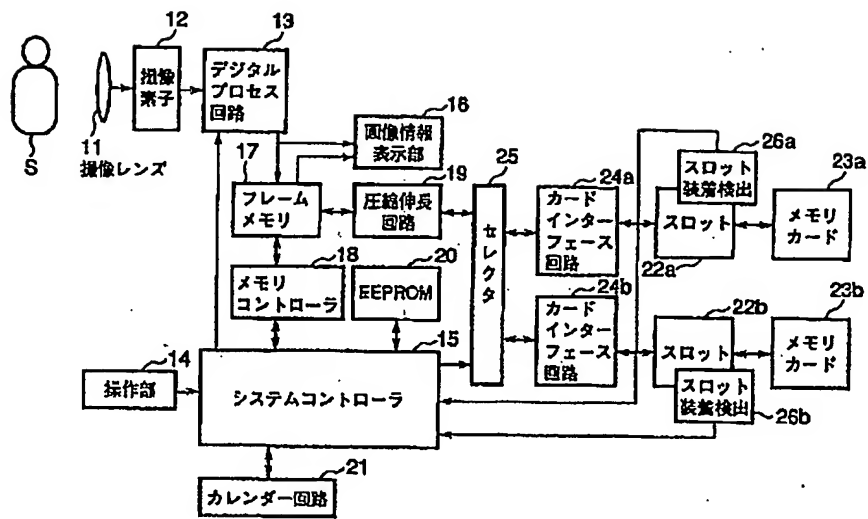 12
撮像
素子
13
デジタル
プロセス
回路
S
11
撮像レンズ
16
画像情報
表示部
17
フレーム
メモリ
19
圧縮伸長
回路
25
セレクタ
24a
カード
インター
フェース
回路
26a
スロット
装着検出
スロット
22a
23a
メモリ
カード
18
メモリ
コントローラ
20
EEPROM
24b
カード
インター
フェース
回路
22b
スロット
スロット
装着検出
26b
23b
メモリ
カード
14
操作部
15
システムコントローラ
21
カレンダー回路